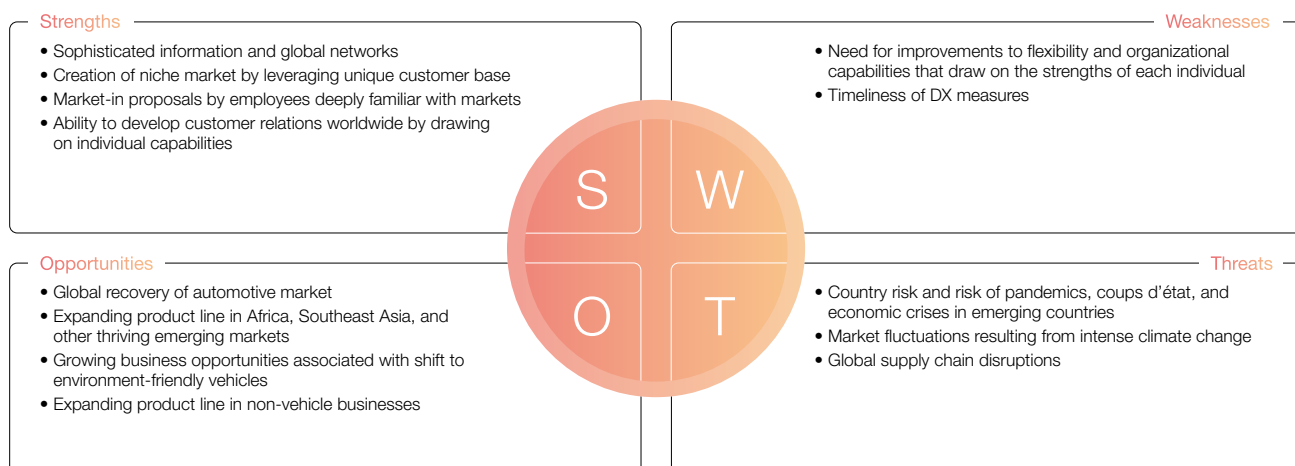 Strengths
• Sophisticated information and global networks
• Creation of niche market by leveraging unique customer base
• Market-in proposals by employees deeply familiar with markets
• Ability to develop customer relations worldwide by drawing
on individual capabilities
Weaknesses
• Need for improvements to flexibility and organizational
capabilities that draw on the strengths of each individual
• Timeliness of DX measures
S
W
O
T
Opportunities
• Global recovery of automotive market
• Expanding product line in Africa, Southeast Asia, and
other thriving emerging markets
• Growing business opportunities associated with shift to
environment-friendly vehicles
• Expanding product line in non-vehicle businesses
Threats
• Country risk and risk of pandemics, coups d’état, and
economic crises in emerging countries
• Market fluctuations resulting from intense climate change
• Global supply chain disruptions